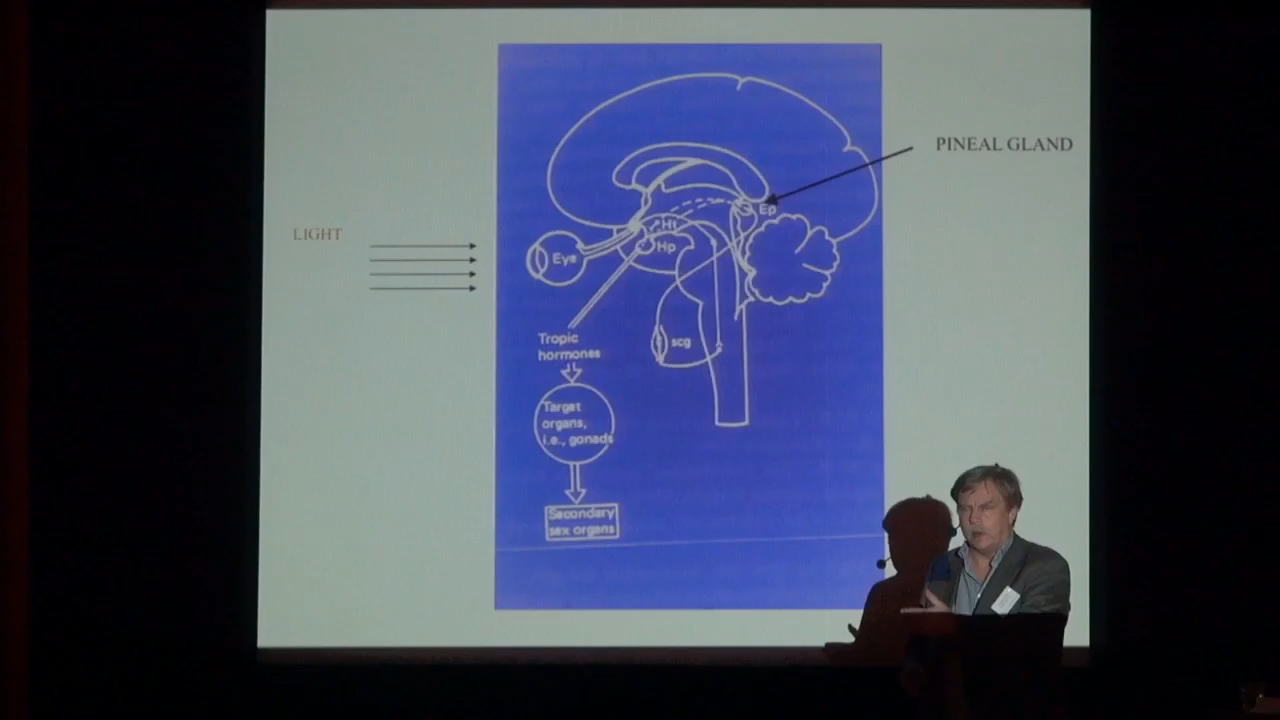 PINEAL GLAND
LIGHT
Ep
Ht
Hp
Eye
scg
Tropic
hormones
Target
organs,
i.e., gonads
Secondary
sex organs